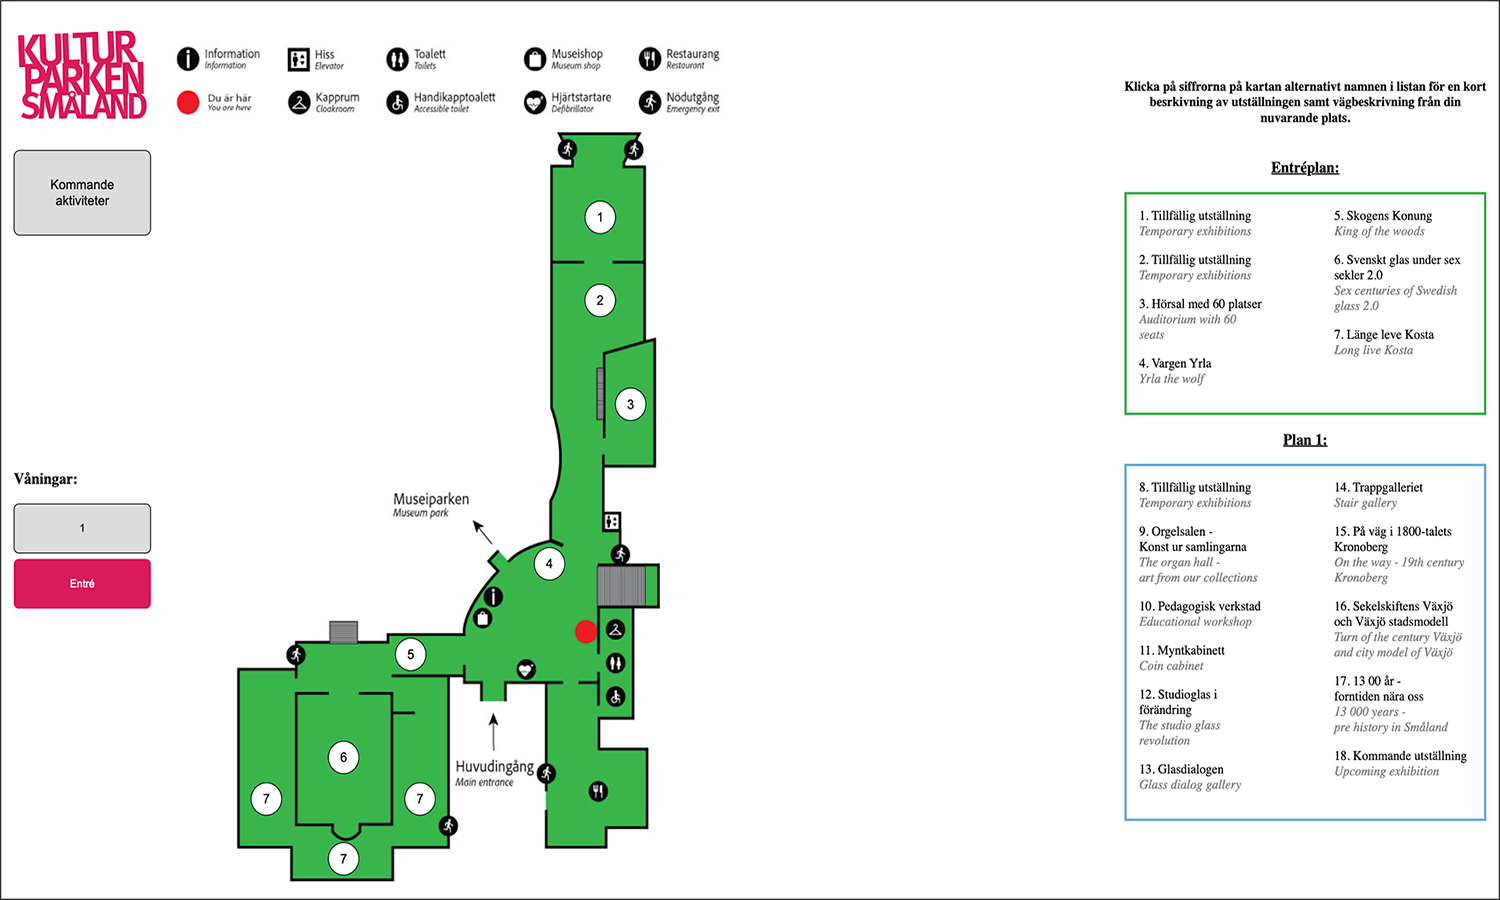 KULTUR
PARKEN
SMÅLAND
Information
Information
Hiss
Elevator
Toalett
Toilets
Museishop
Museum shop
Restaurang
Restaurant
Du är här
You are here
Kapprum
Cloakroom
Handikapptoalett
Accessible toilet
Hjärtstartare
Defibrillator
Nödutgång
Emergency exit
Kommande
aktiviteter
Våningar:
1
Entré
1
2
3
Museiparken
Museum park
4
5
Huvudingång
Main entrance
6
7
7
7
Klicka på siffrorna på kartan alternativt namnen i listan för en kort
besrkivning av utställningen samt vägbeskrivning från din
nuvarande plats.
Entréplan:
1. Tillfällig utställning
Temporary exhibitions
2. Tillfällig utställning
Temporary exhibitions
3. Hörsal med 60 platser
Auditorium with 60
seats
4. Vargen Yrla
Yrla the wolf
5. Skogens Konung
King of the woods
6. Svenskt glas under sex
sekler 2.0
Sex centuries of Swedish
glass 2.0
7. Länge leve Kosta
Long live Kosta
Plan 1:
8. Tillfällig utställning
Temporary exhibitions
9. Orgelsalen -
Konst ur samlingarna
The organ hall -
art from our collections
10. Pedagogisk verkstad
Educational workshop
11. Myntkabinett
Coin cabinet
12. Studioglas i
förändring
The studio glass
revolution
13. Glasdialogen
Glass dialog gallery
14. Trappgalleriet
Stair gallery
15. På väg i 1800-talets
Kronoberg
On the way - 19th century
Kronoberg
16. Sekelskiftens Växjö
och Växjö stadsmodell
Turn of the century Växjö
and city model of Växjö
17. 13 00 år -
forntiden nära oss
13 000 years -
pre history in Småland
18. Kommande utställning
Upcoming exhibition